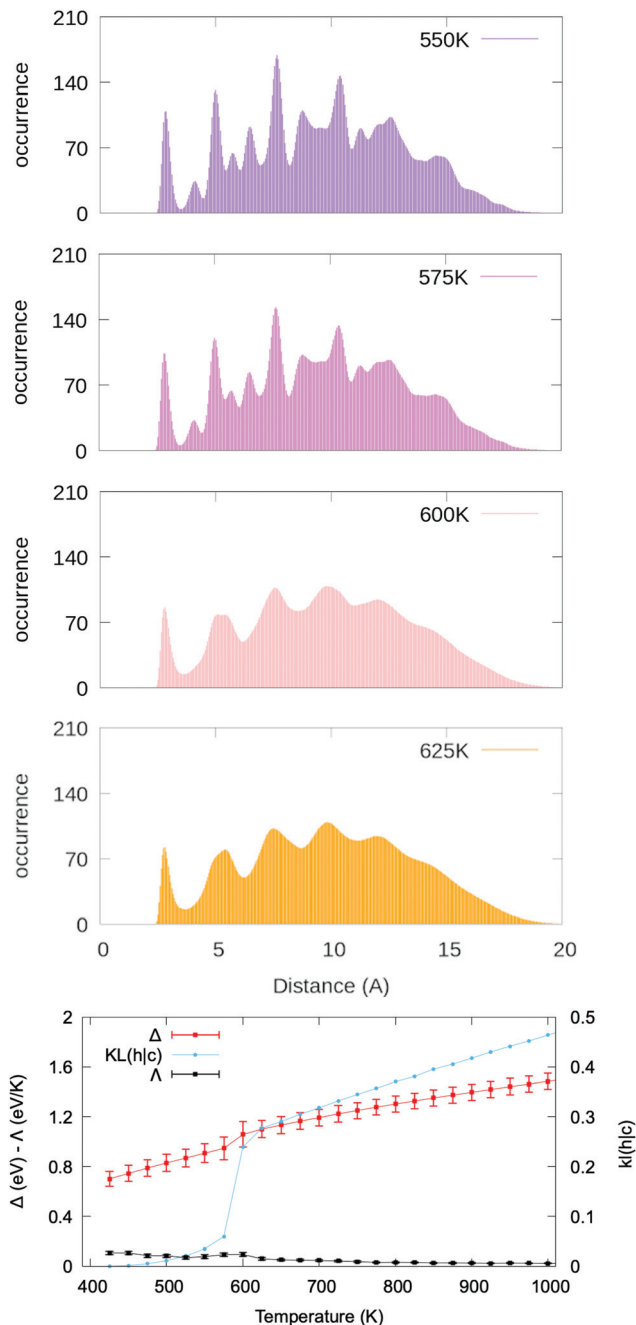 210
140
70
0
occurrence
550K
210
140
70
0
occurrence
575K
210
140
70
0
occurrence
600K
210
140
70
0
occurrence
625K
0 5 10 15 20
Distance (A)
2
1.6
1.2
0.8
0.4
0
Δ (eV) - Λ (eV/K)
Δ
KL(h|c)
Λ
0.5
0.4
0.3
0.2
0.1
0
kl(h|c)
400 500 600 700 800 900 1000
Temperature (K)